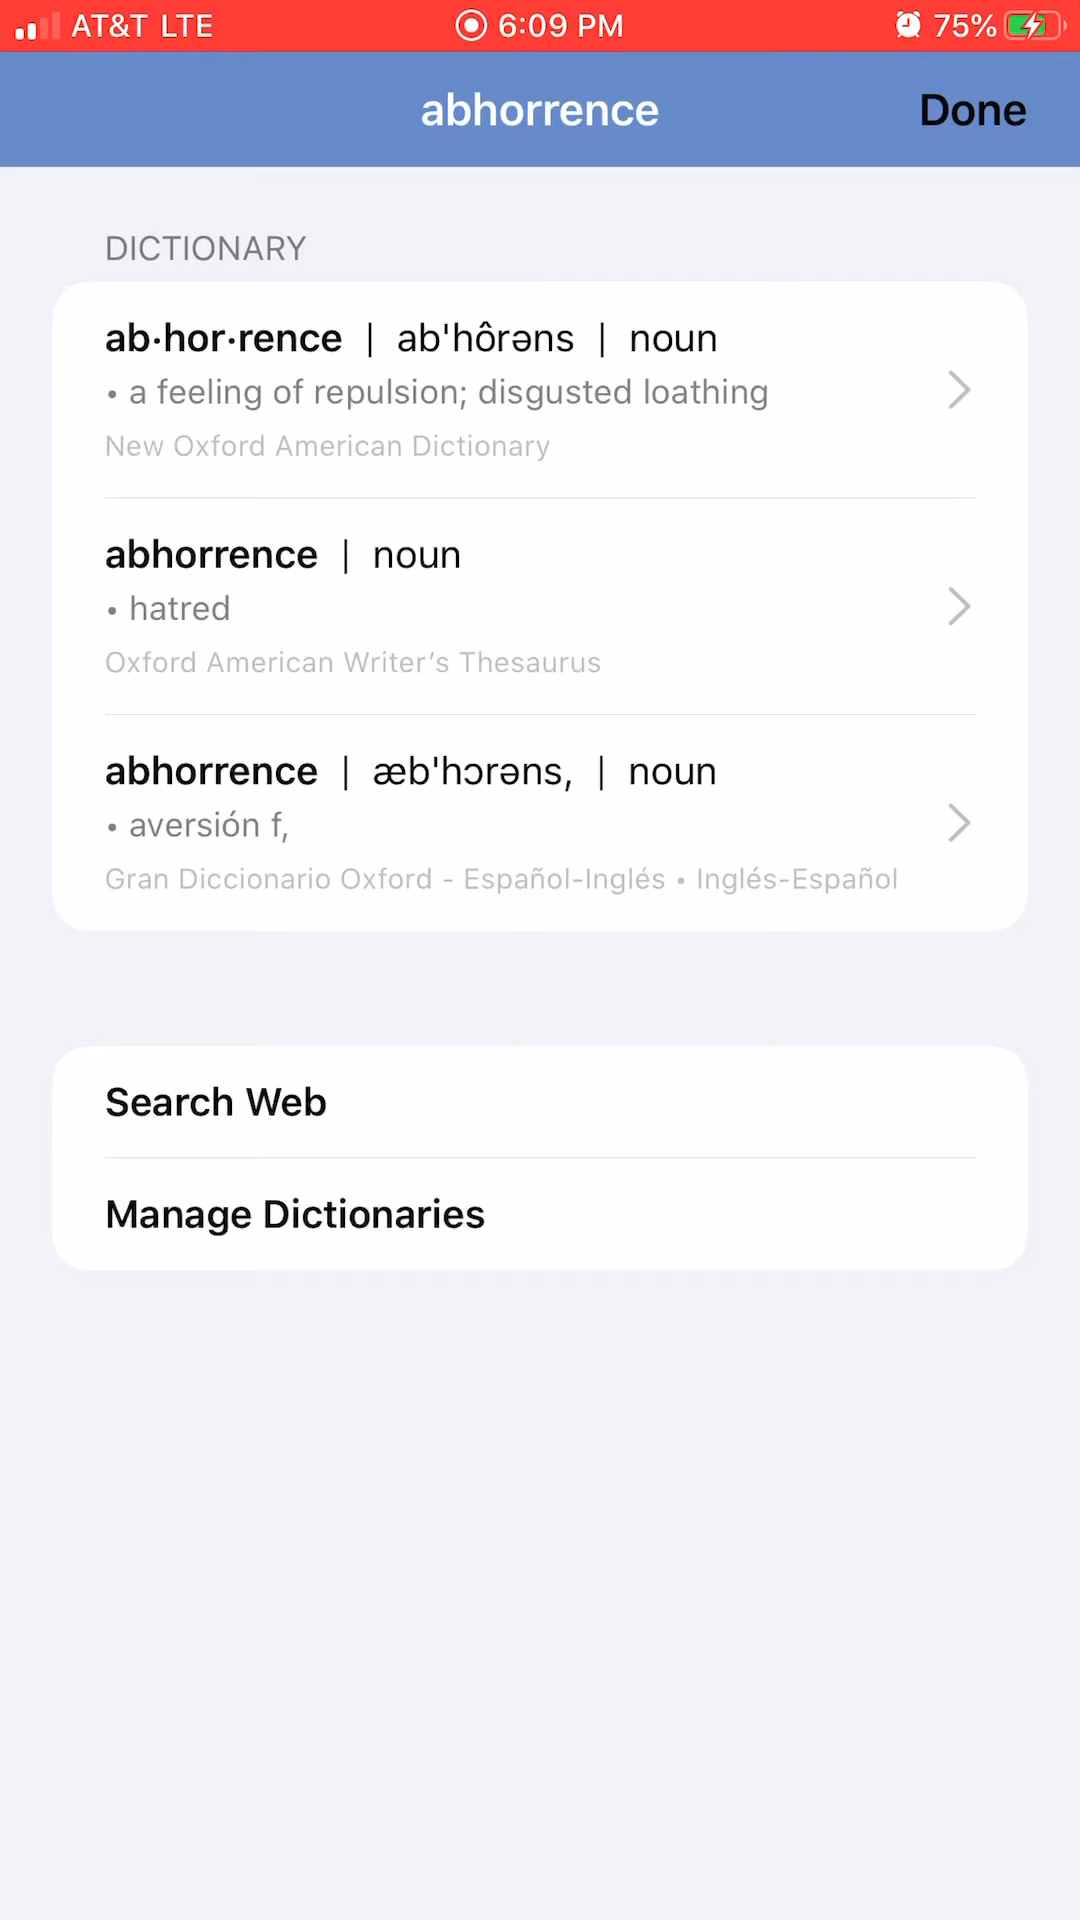 AT&T LTE 6:09 PM 75%
abhorrence Done
DICTIONARY
ab·hor·rence | ab'hôrəns | noun
• a feeling of repulsion; disgusted loathing
New Oxford American Dictionary
abhorrence | noun
• hatred
Oxford American Writer’s Thesaurus
abhorrence | æb'hɔrəns, | noun
• aversión f,
Gran Diccionario Oxford - Español-Inglés • Inglés-Español
Search Web
Manage Dictionaries